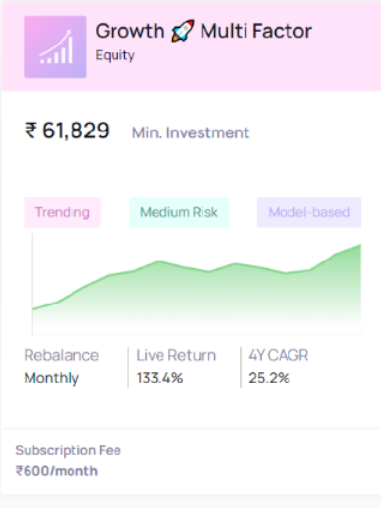 Growth 🚀 Multi Factor
Equity
₹ 61,829 Min. Investment
Trending Medium Risk Model-based
Rebalance Live Return 4Y CAGR
Monthly 133.4% 25.2%
Subscription Fee
₹600/month